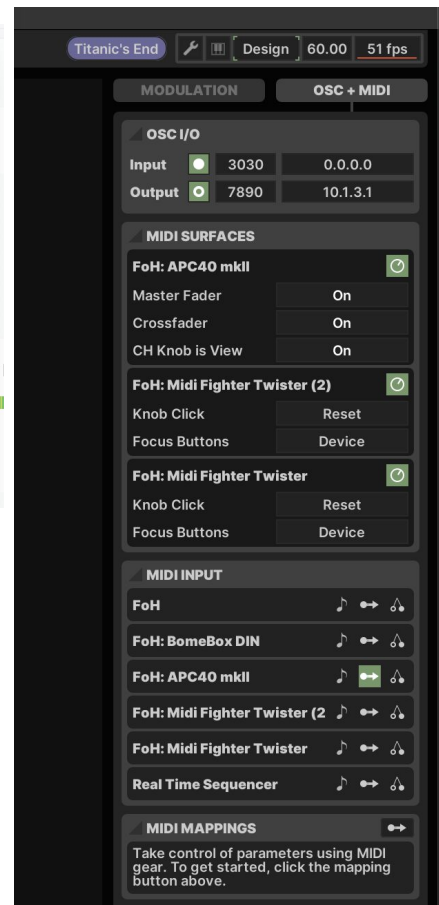 Titanic's End Design 60.00 51 fps
MODULATION OSC + MIDI
OSC I/O
Input 3030 0.0.0.0
Output 7890 10.1.3.1
MIDI SURFACES
FoH: APC40 mkII
Master Fader On
Crossfader On
CH Knob is View On
FoH: Midi Fighter Twister (2)
Knob Click Reset
Focus Buttons Device
FoH: Midi Fighter Twister
Knob Click Reset
Focus Buttons Device
MIDI INPUT
FoH
FoH: BomeBox DIN
FoH: APC40 mkII
FoH: Midi Fighter Twister (2
FoH: Midi Fighter Twister
Real Time Sequencer
MIDI MAPPINGS
Take control of parameters using MIDI
gear. To get started, click the mapping
button above.